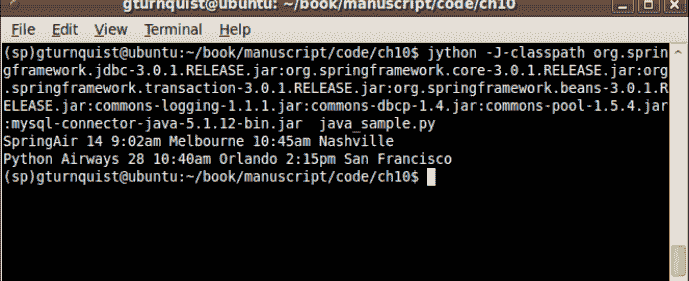 gturnquist@ubuntu: ~/book/manuscript/code/ch10
File Edit View Terminal Help
(sp)gturnquist@ubuntu:~/book/manuscript/code/ch10$ jython -J-classpath org.sprin
gframework.jdbc-3.0.1.RELEASE.jar:org.springframework.core-3.0.1.RELEASE.jar:org
.springframework.transaction-3.0.1.RELEASE.jar:org.springframework.beans-3.0.1.R
ELEASE.jar:commons-logging-1.1.1.jar:commons-dbcp-1.4.jar:commons-pool-1.5.4.jar
:mysql-connector-java-5.1.12-bin.jar  java_sample.py
SpringAir 14 9:02am Melbourne 10:45am Nashville
Python Airways 28 10:40am Orlando 2:15pm San Francisco
(sp)gturnquist@ubuntu:~/book/manuscript/code/ch10$